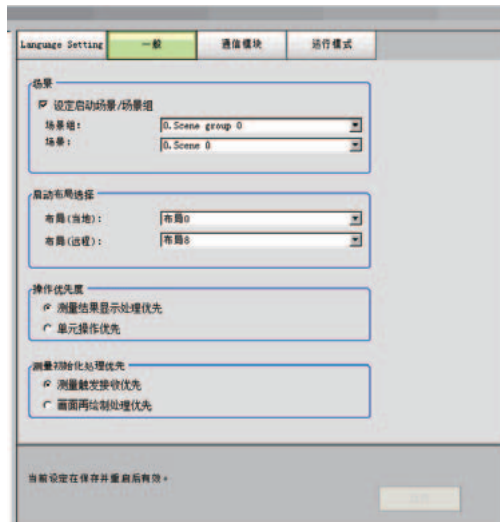 Language Setting
一般
通信模块
运行模式
场景
设定启动场景/场景组
场景组:
0.Scene group 0
场景:
0.Scene 0
启动布局选择
布局(当地):
布局0
布局(远程):
布局8
操作优先度
测量结果显示处理优先
单元操作优先
测量初始化处理优先
测量触发接收优先
画面再绘制处理优先
当前设定在保存并重启后有效。